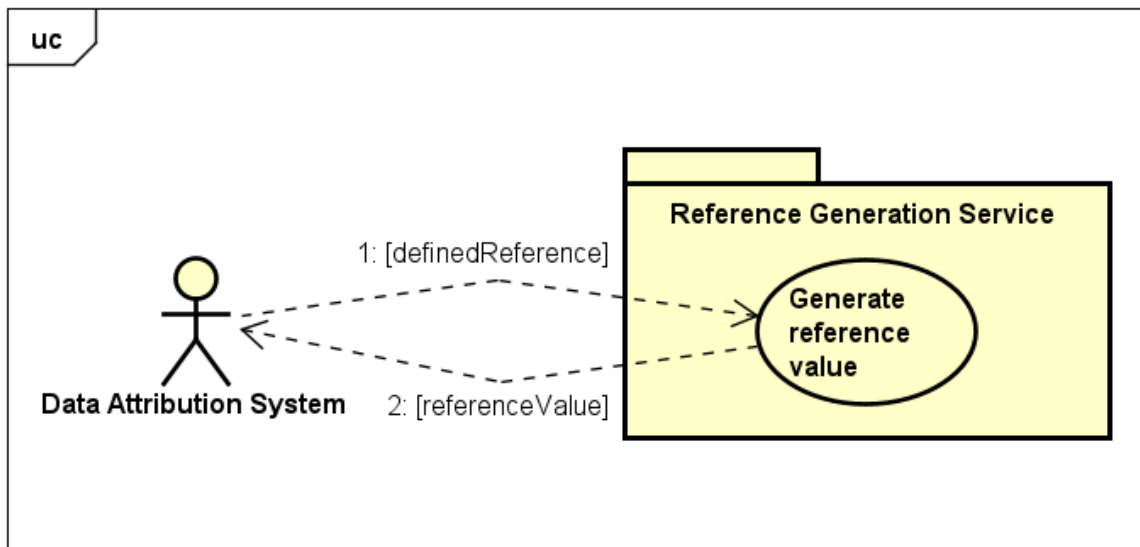 uc
Reference Generation Service
1: [definedReference]
Generate
reference
value
Data Attribution System
2: [referenceValue]